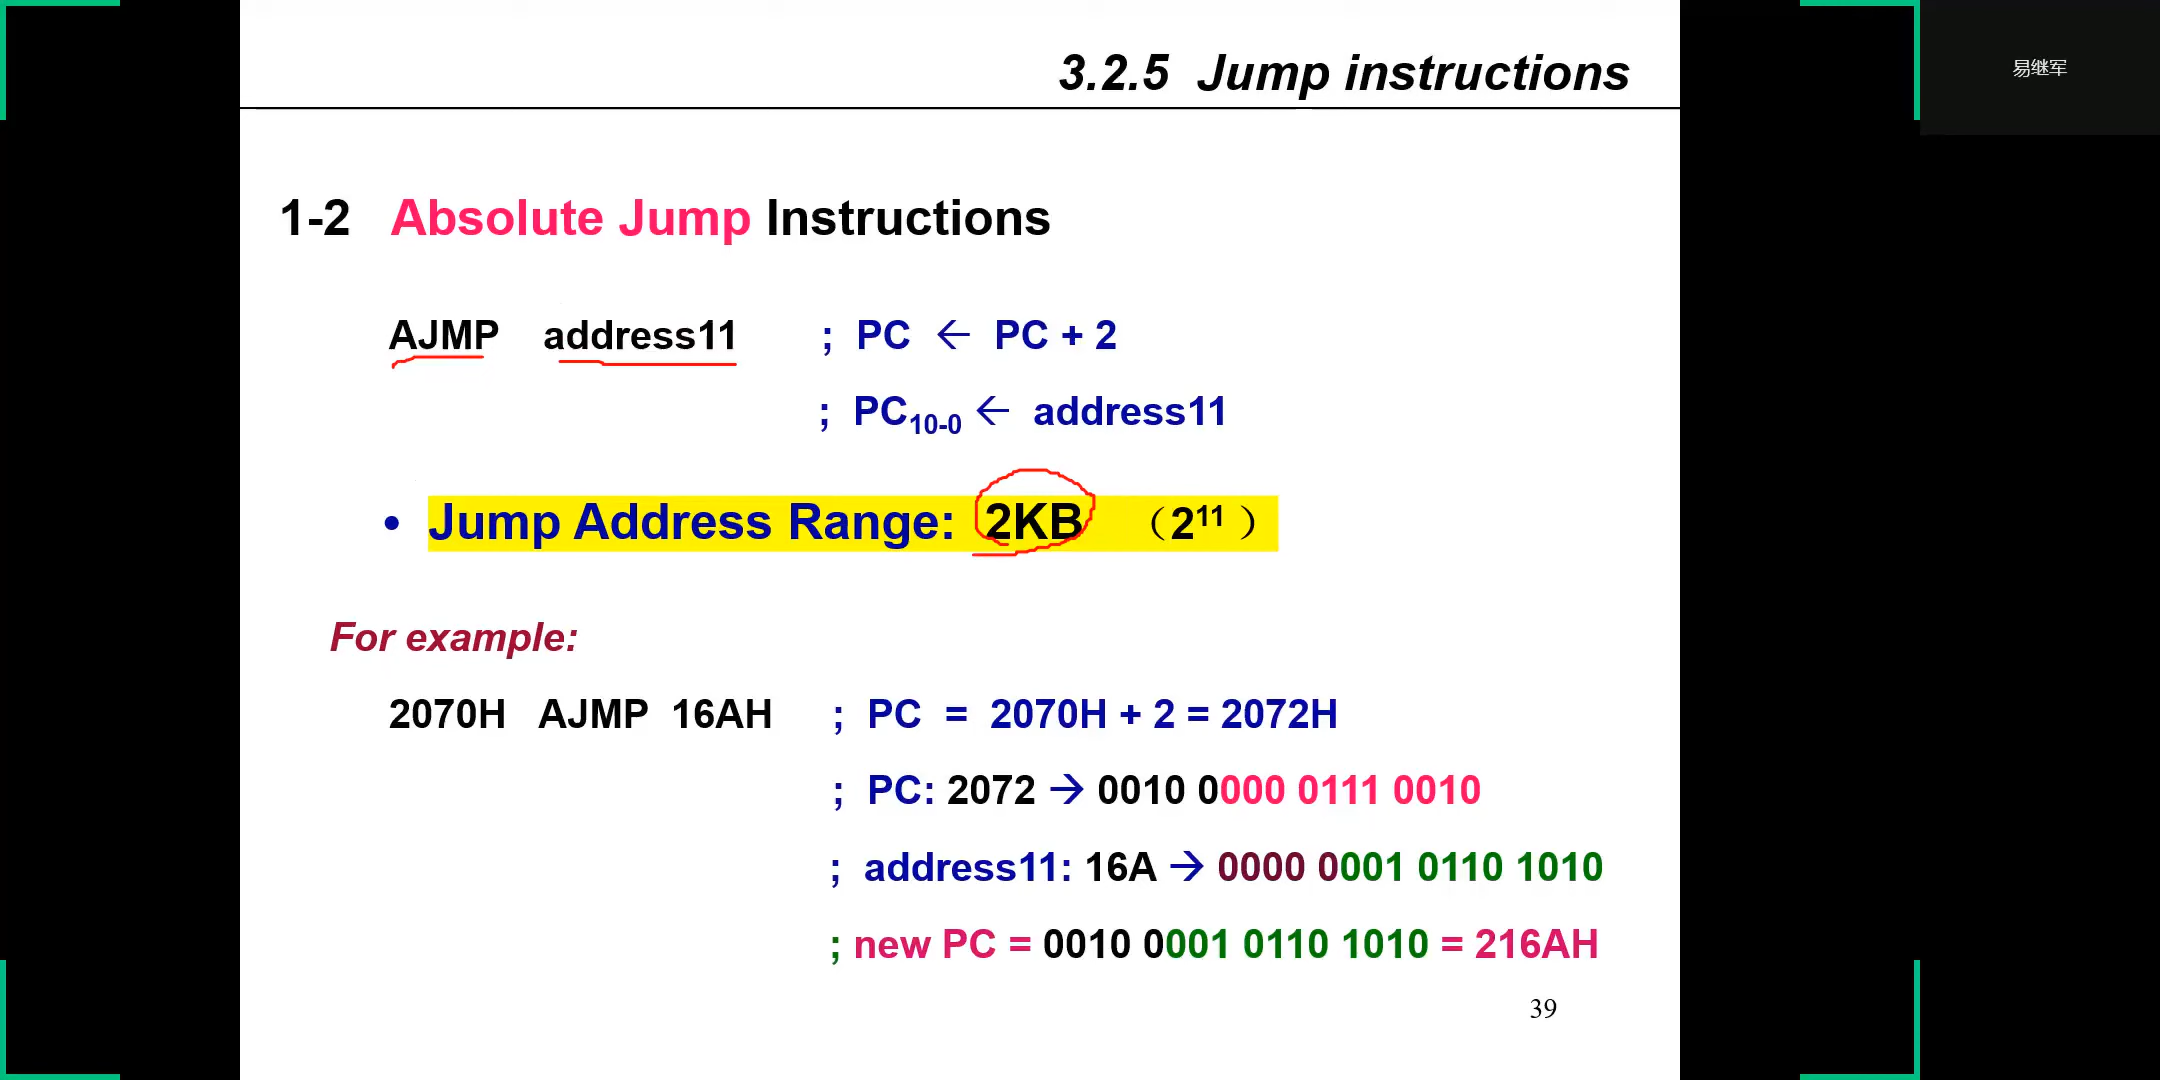 3.2.5 Jump instructions
易继军
1-2 Absolute Jump Instructions
AJMP address11 ; PC ← PC + 2
; PC10-0 ← address11
• Jump Address Range: 2KB （2^11）
For example:
2070H AJMP 16AH ; PC = 2070H + 2 = 2072H
; PC: 2072 → 0010 0000 0111 0010
; address11: 16A → 0000 0001 0110 1010
; new PC = 0010 0001 0110 1010 = 216AH
39